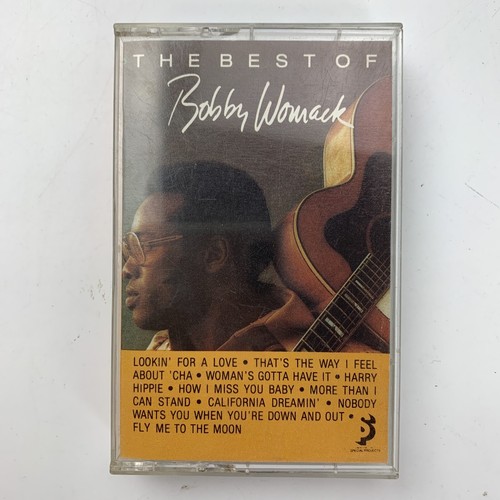 THE BEST OF
Bobby Womack
LOOKIN' FOR A LOVE • THAT'S THE WAY I FEEL
ABOUT 'CHA • WOMAN'S GOTTA HAVE IT • HARRY
HIPPIE • HOW I MISS YOU BABY • MORE THAN I
CAN STAND • CALIFORNIA DREAMIN' • NOBODY
WANTS YOU WHEN YOU'RE DOWN AND OUT •
FLY ME TO THE MOON
SPECIAL PROJECTS